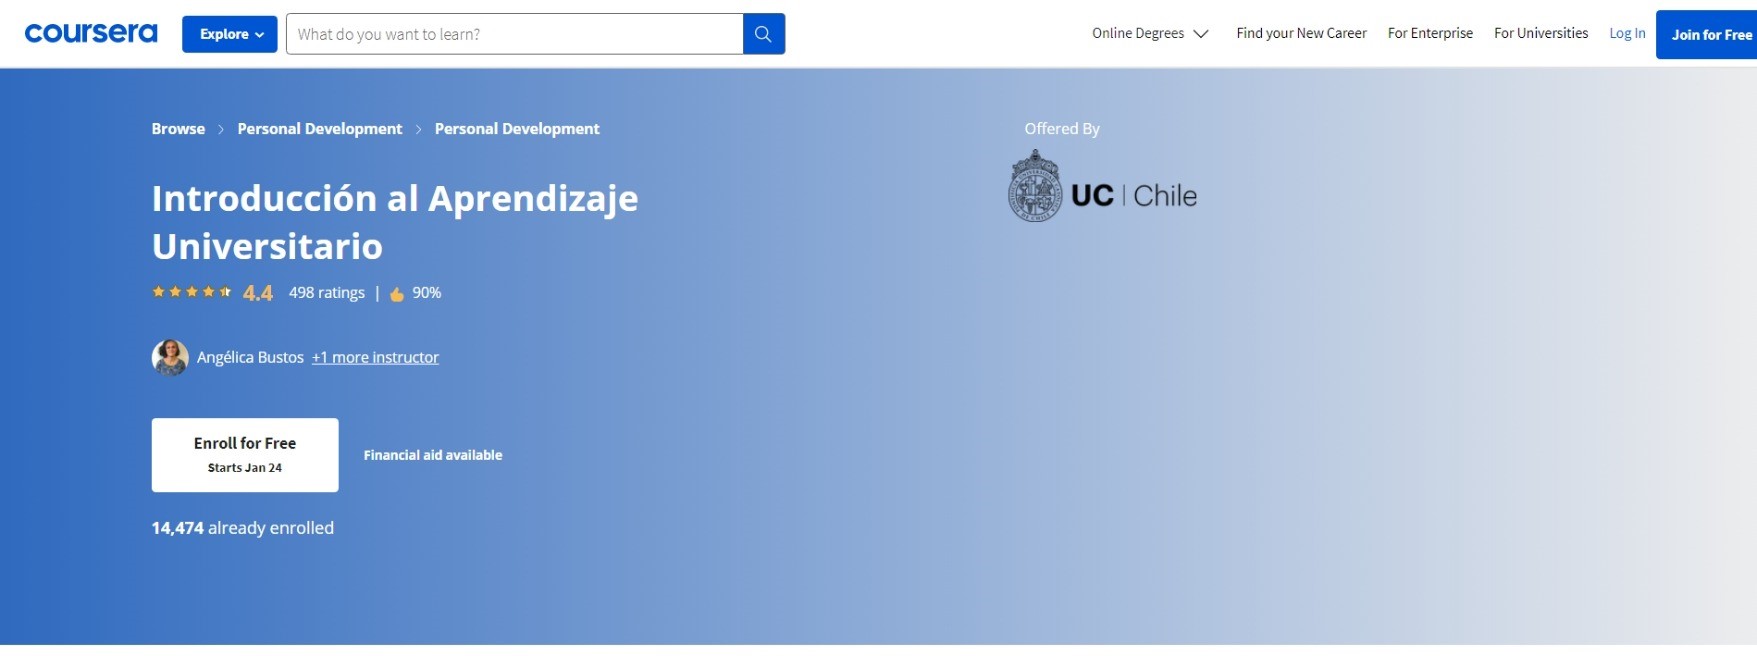 coursera
Explore
What do you want to learn?
Online Degrees
Find your New Career
For Enterprise
For Universities
Log In
Join for Free
Browse > Personal Development > Personal Development
Offered By
UC | Chile
Introducción al Aprendizaje
Universitario
4.4 498 ratings | 90%
Angélica Bustos +1 more instructor
Enroll for Free
Starts Jan 24
Financial aid available
14,474 already enrolled